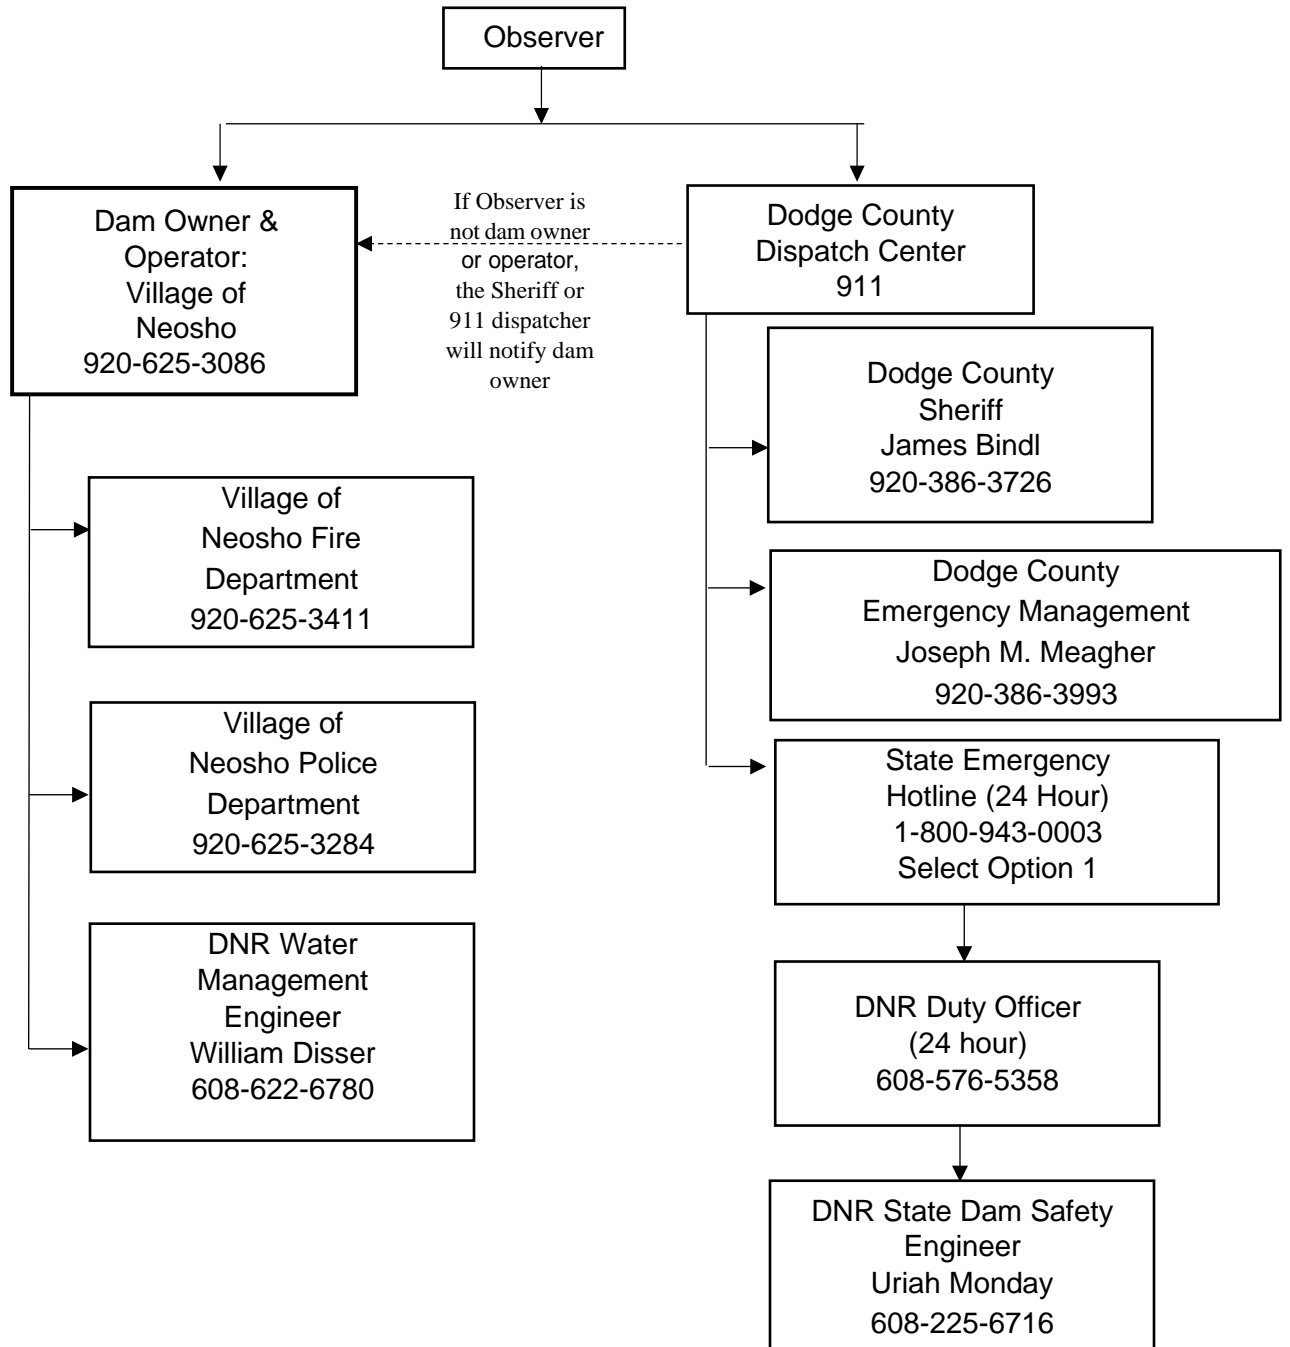 Observer
Dam Owner &
Operator:
Village of
Neosho
920-625-3086
If Observer is
not dam owner
or operator,
the Sheriff or
911 dispatcher
will notify dam
owner
Dodge County
Dispatch Center
911
Dodge County
Sheriff
James Bindl
920-386-3726
Village of
Neosho Fire
Department
920-625-3411
Dodge County
Emergency Management
Joseph M. Meagher
920-386-3993
Village of
Neosho Police
Department
920-625-3284
State Emergency
Hotline (24 Hour)
1-800-943-0003
Select Option 1
DNR Water
Management
Engineer
William Disser
608-622-6780
DNR Duty Officer
(24 hour)
608-576-5358
DNR State Dam Safety
Engineer
Uriah Monday
608-225-6716